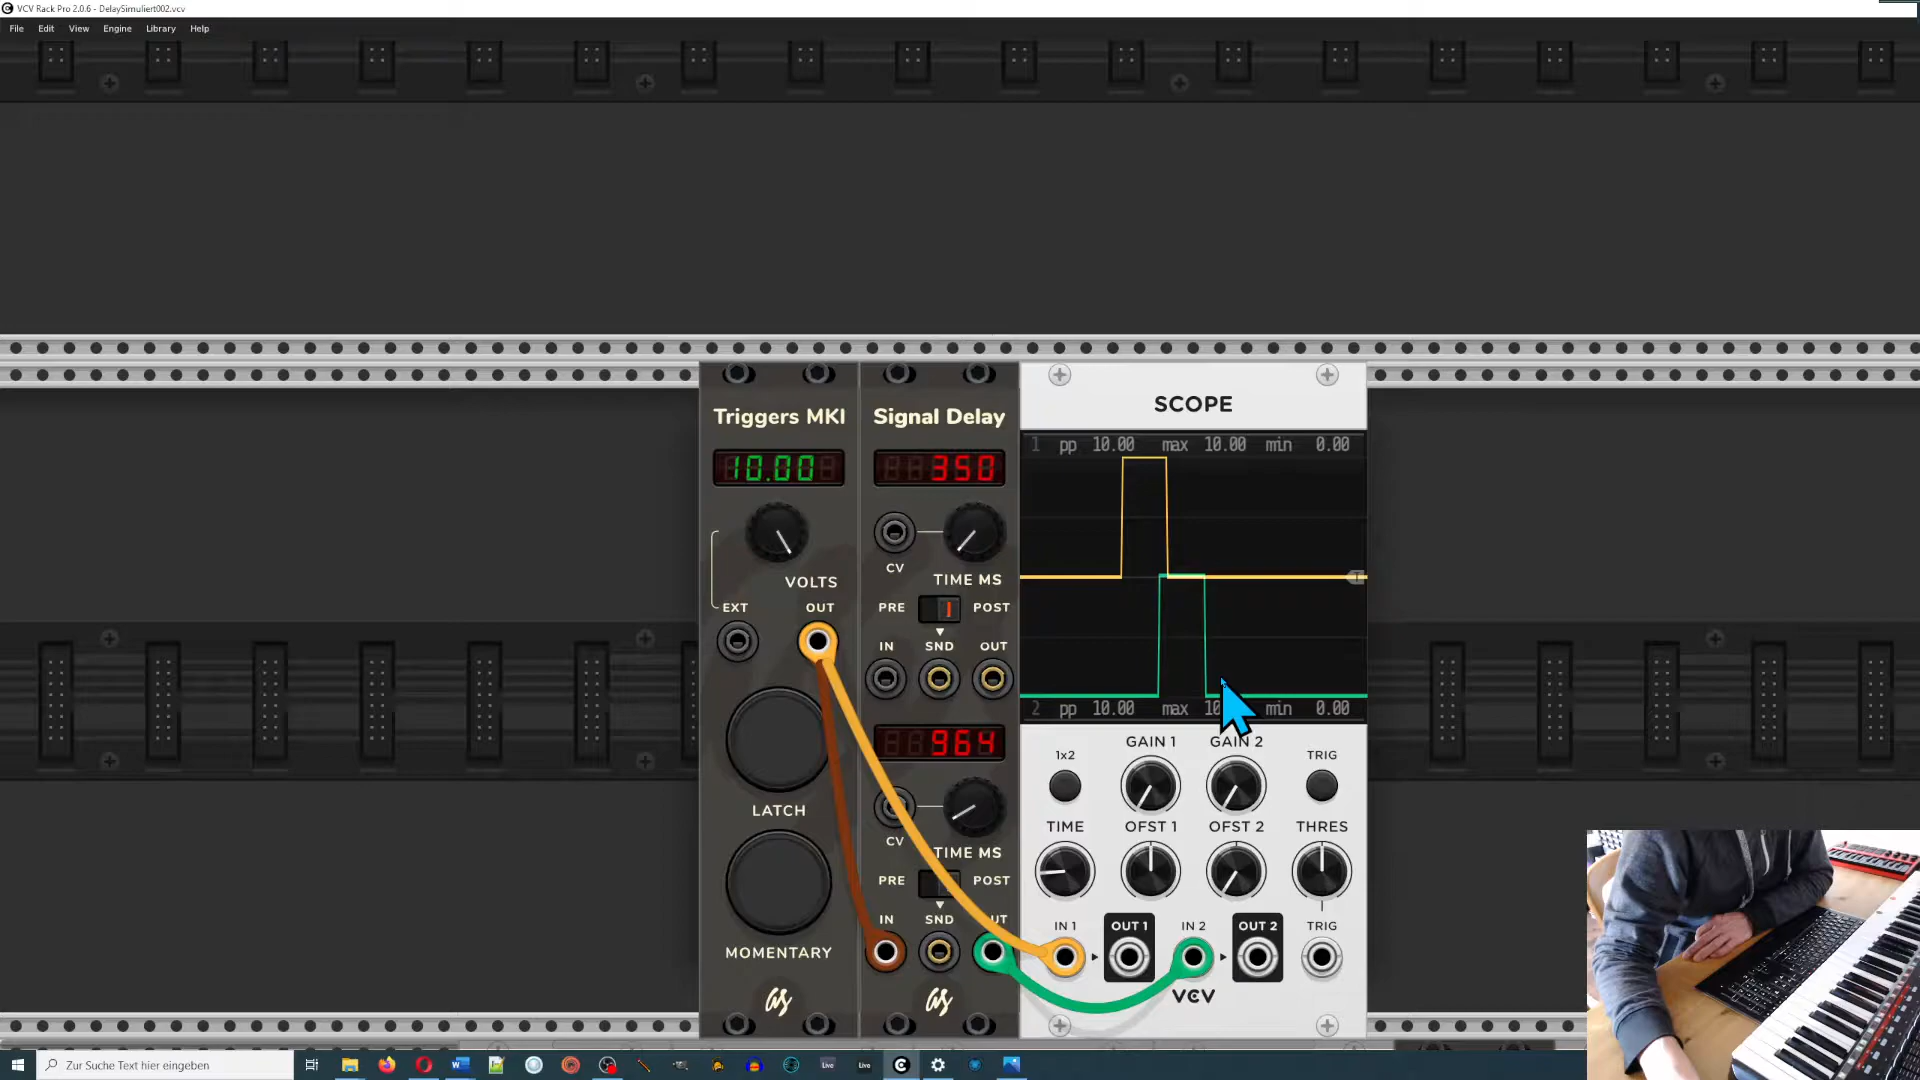 VCV Rack Pro 2.0.6 - DelaySimuliert002.vcv
File Edit View Engine Library Help
Triggers MKI
10.00
VOLTS
EXT
OUT
LATCH
MOMENTARY
Signal Delay
350
CV
TIME MS
PRE
POST
IN
SND
OUT
964
CV
TIME MS
PRE
POST
IN
SND
SCOPE
1 pp 10.00 max 10.00 min 0.00
T
2 pp 10.00 max min 0.00
1x2
GAIN 1
GAIN 2
TRIG
TIME
OFST 1
OFST 2
THRES
IN 1
OUT 1
IN 2
OUT 2
TRIG
VCV
Zur Suche Text hier eingeben
Live
Live